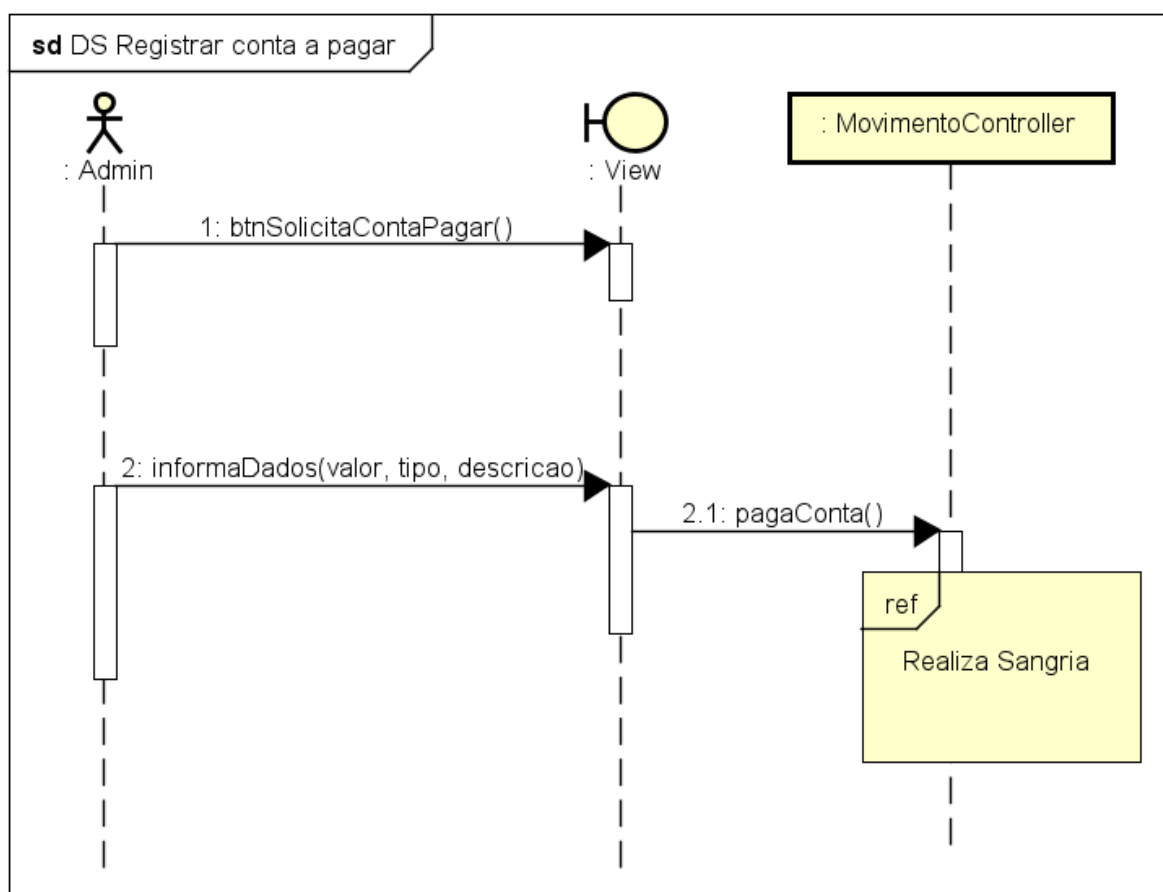 sd DS Registrar conta a pagar
: Admin
: View
: MovimentoController
1: btnSolicitaContaPagar()
2: informaDados(valor, tipo, descricao)
2.1: pagaConta()
ref
Realiza Sangria